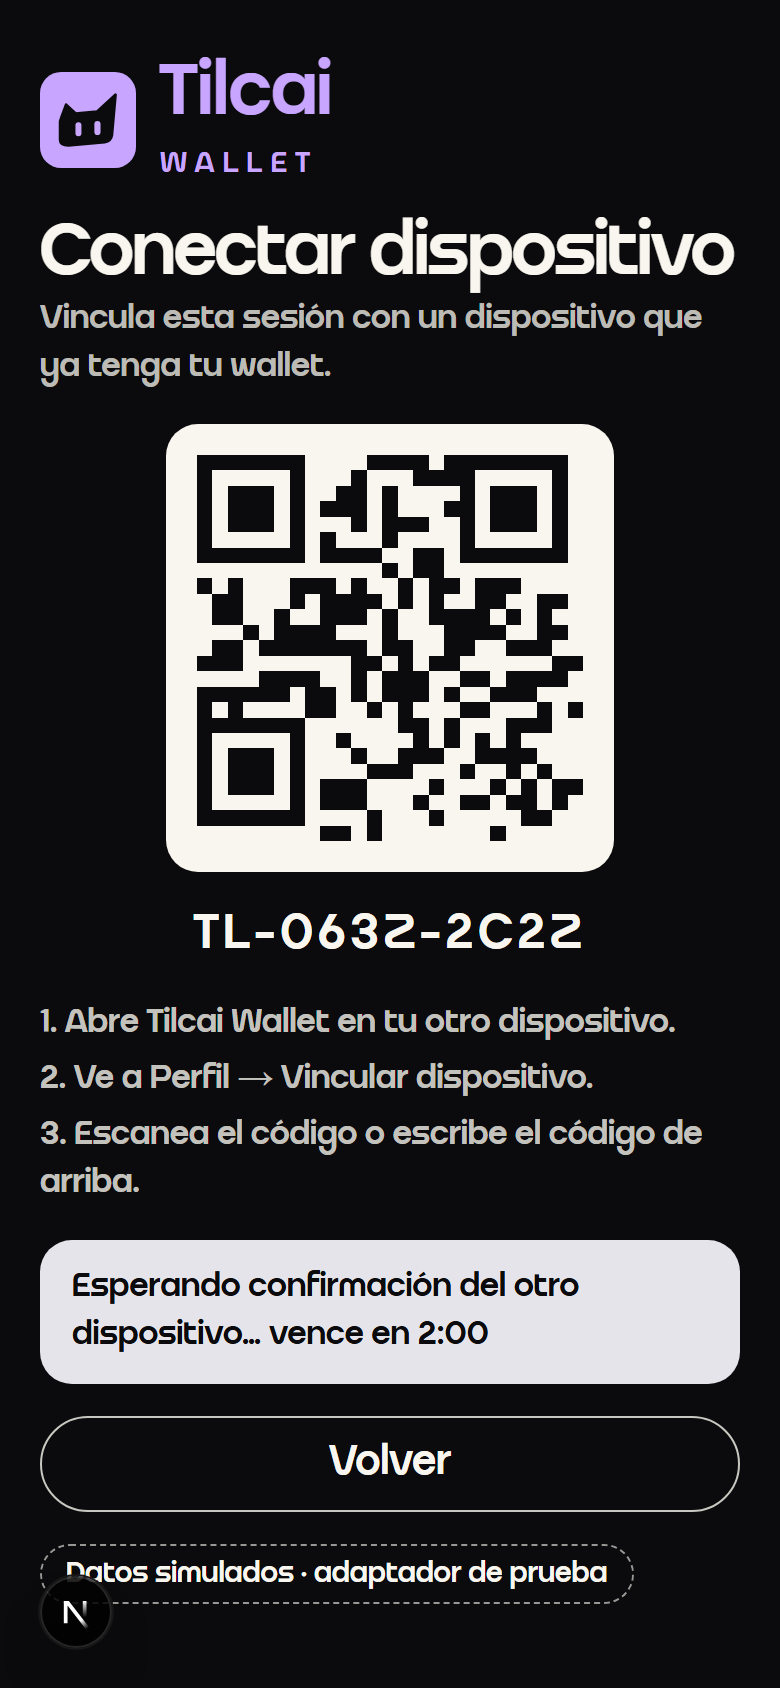 Tilcai
WALLET
Conectar dispositivo
Vincula esta sesión con un dispositivo que
ya tenga tu wallet.
TL-0632-2C22
1. Abre Tilcai Wallet en tu otro dispositivo.
2. Ve a Perfil → Vincular dispositivo.
3. Escanea el código o escribe el código de
arriba.
Esperando confirmación del otro
dispositivo... vence en 2:00
Volver
Datos simulados · adaptador de prueba
N